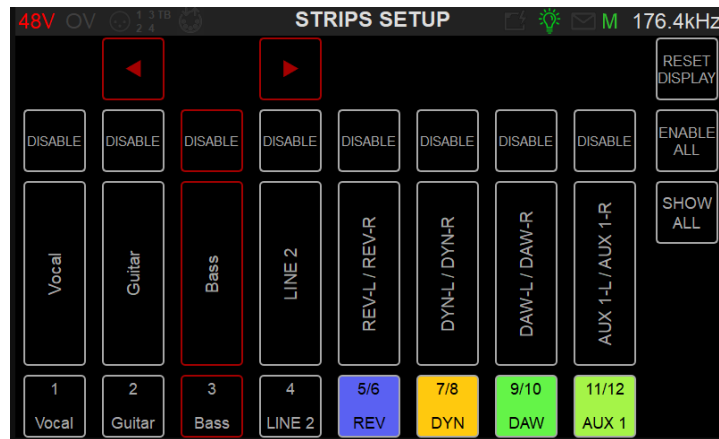 48V OV 1 3 TB STRIPS SETUP M 176.4kHz
2 4
RESET
DISPLAY
DISABLE DISABLE DISABLE DISABLE DISABLE DISABLE DISABLE DISABLE
ENABLE
ALL
SHOW
ALL
Vocal
Guitar
Bass
LINE 2
REV-L / REV-R
DYN-L / DYN-R
DAW-L / DAW-R
AUX 1-L / AUX 1-R
1 2 3 4 5/6 7/8 9/10 11/12
Vocal Guitar Bass LINE 2 REV DYN DAW AUX 1